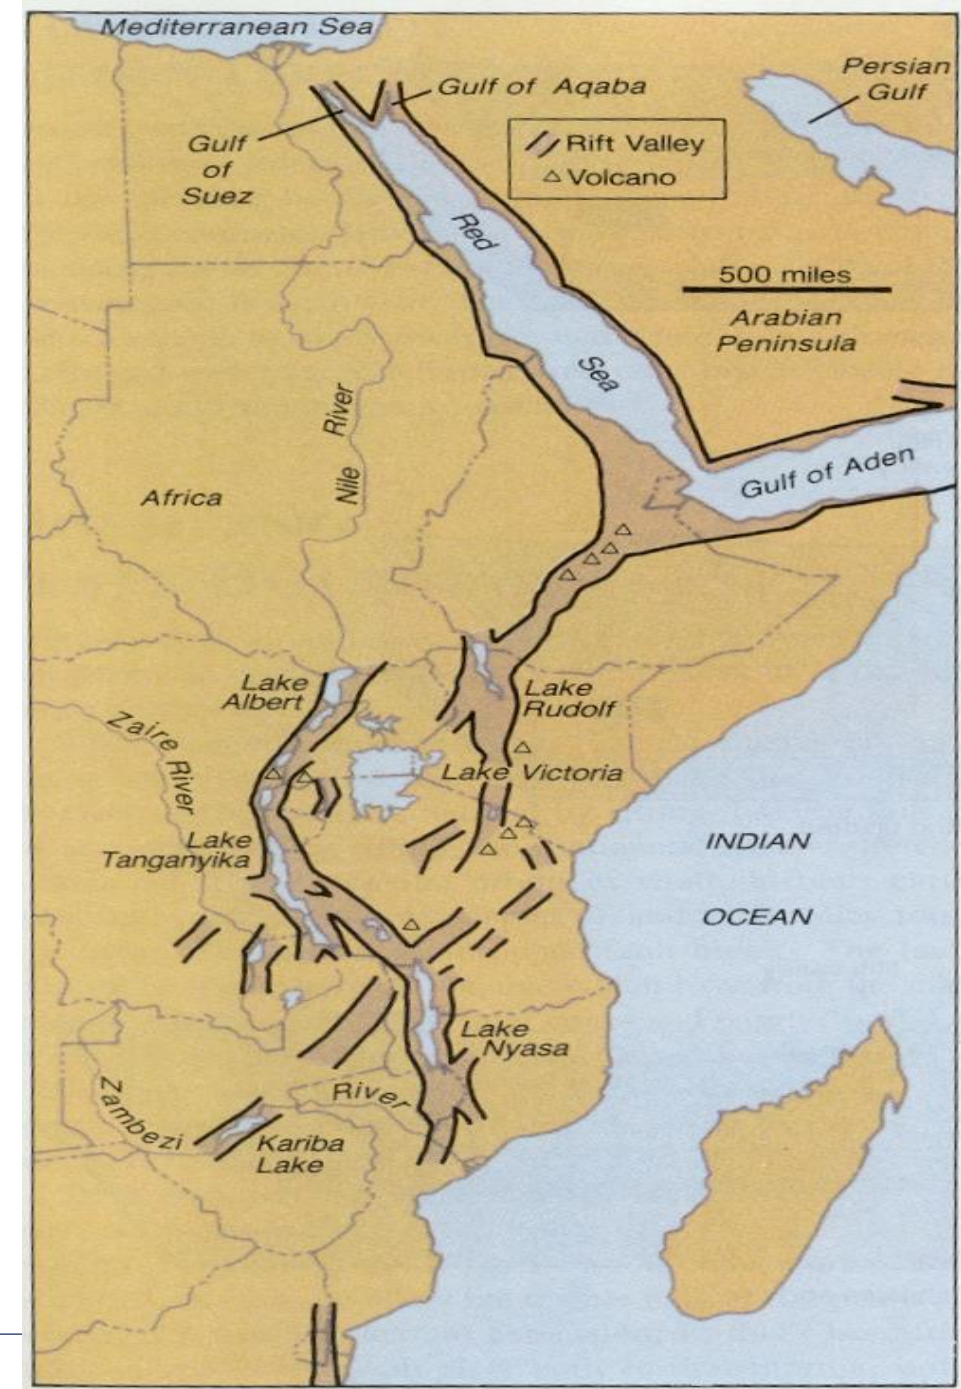 Mediterranean Sea
Persian
Gulf
Gulf of Aqaba
Gulf
of
Suez
Rift Valley
Volcano
Red
Sea
500 miles
Arabian
Peninsula
Nile River
Africa
Gulf of Aden
Lake
Albert
Lake
Rudolf
Zaire River
Lake Victoria
Lake
Tanganyika
INDIAN
OCEAN
Lake
Nyasa
Zambezi River
Kariba
Lake